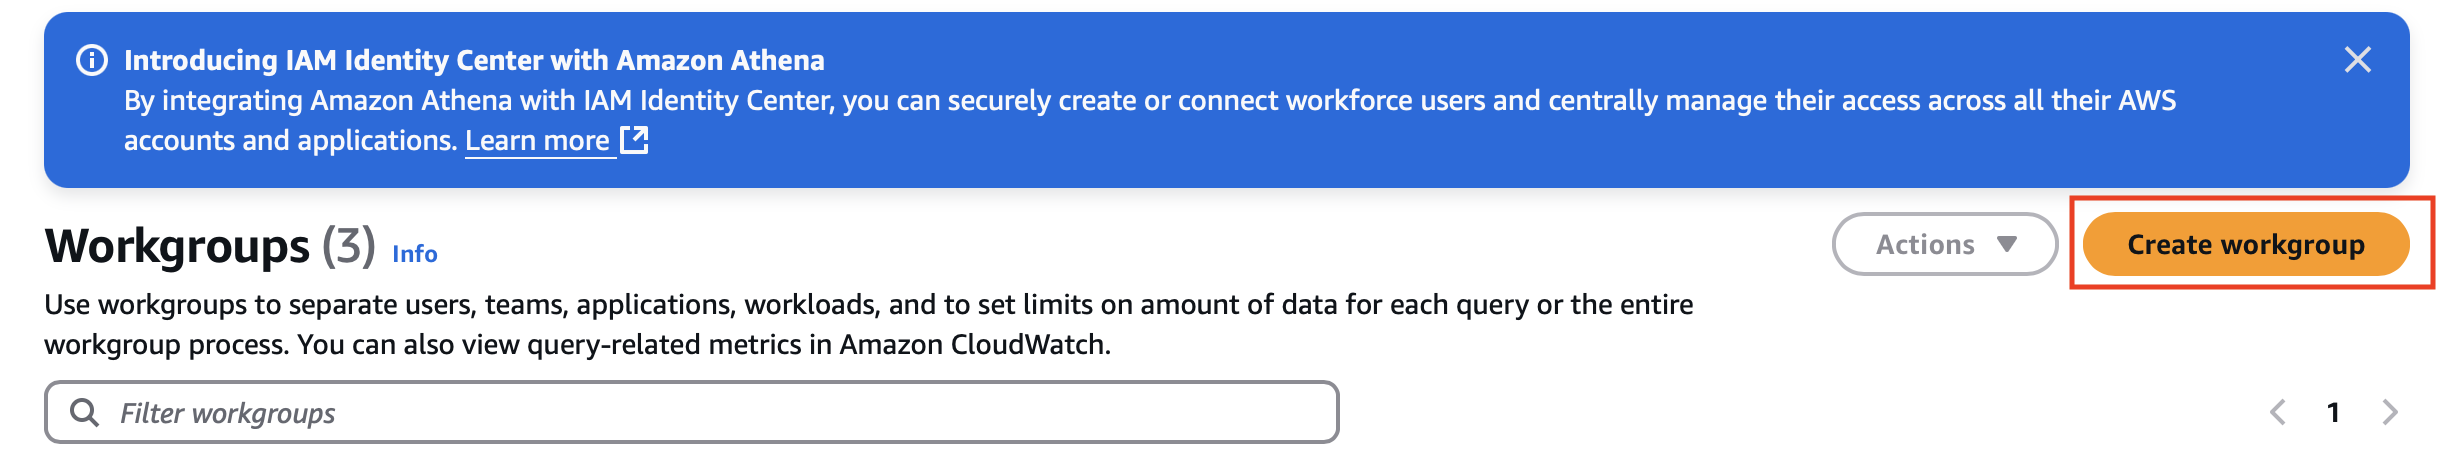 Introducing IAM Identity Center with Amazon Athena
By integrating Amazon Athena with IAM Identity Center, you can securely create or connect workforce users and centrally manage their access across all their AWS
accounts and applications. Learn more
Workgroups (3) Info
Actions
Create workgroup
Use workgroups to separate users, teams, applications, workloads, and to set limits on amount of data for each query or the entire
workgroup process. You can also view query-related metrics in Amazon CloudWatch.
Filter workgroups
1